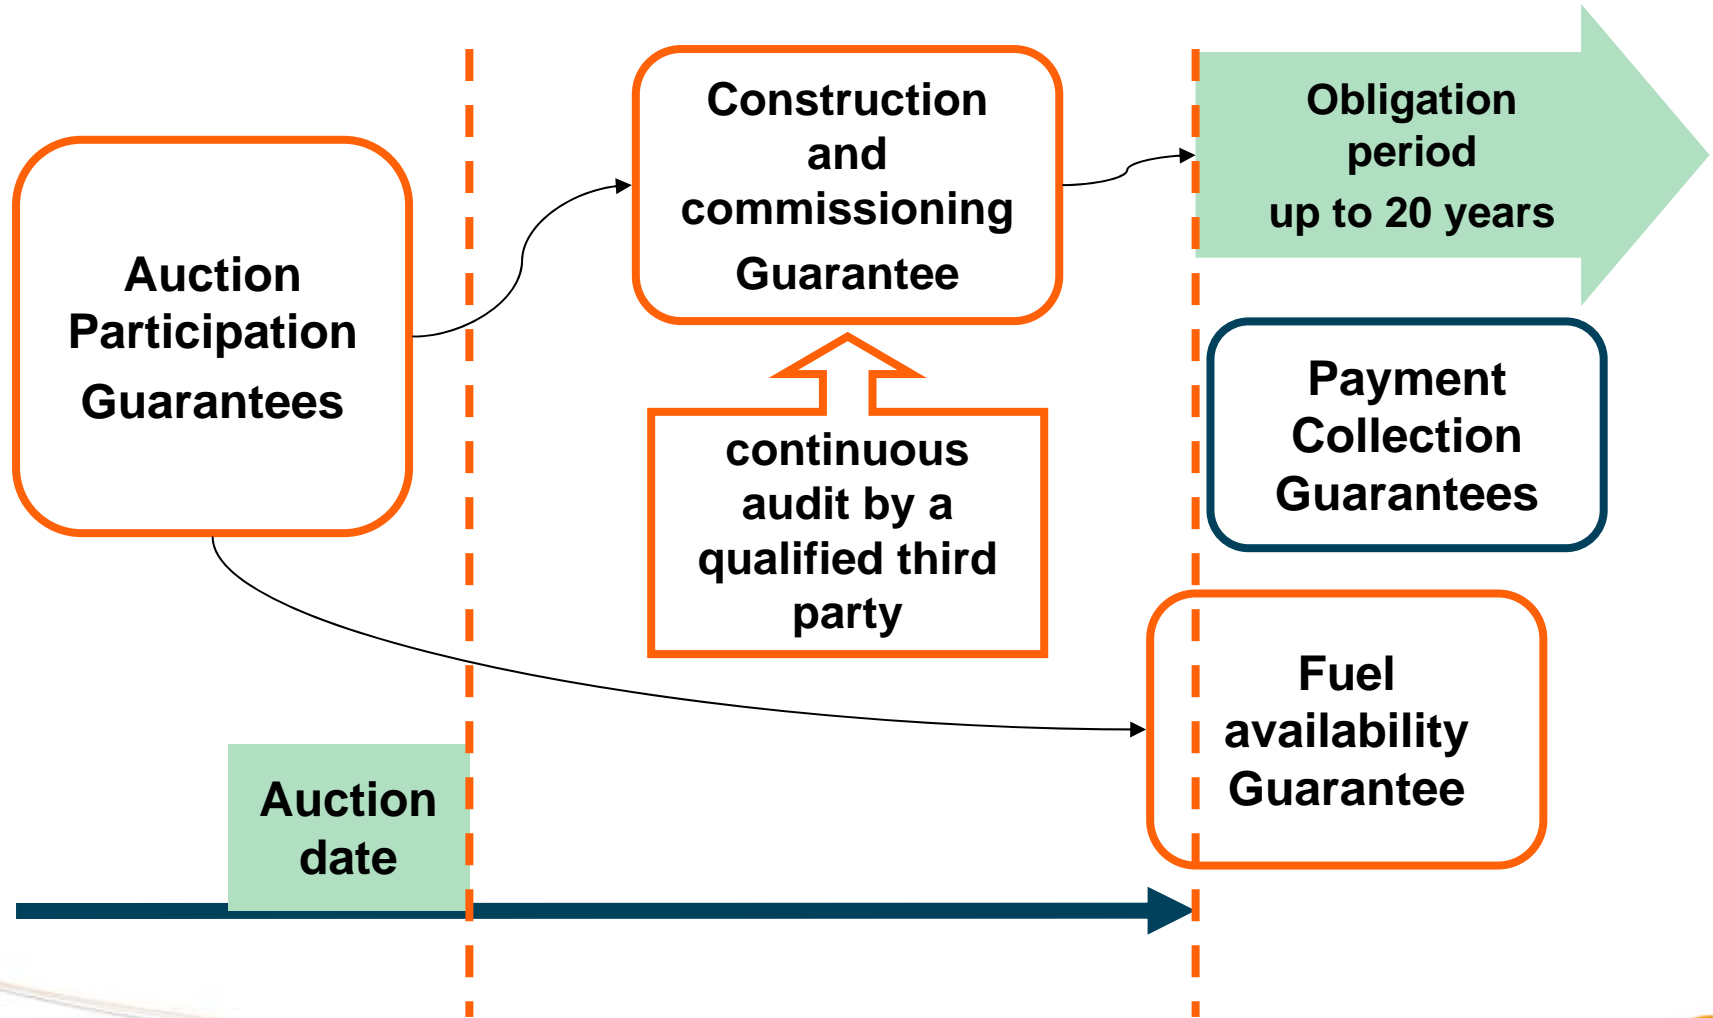 Auction
Participation
Guarantees
Construction
and
commissioning
Guarantee
continuous
audit by a
qualified third
party
Obligation
period
up to 20 years
Payment
Collection
Guarantees
Fuel
availability
Guarantee
Auction
date